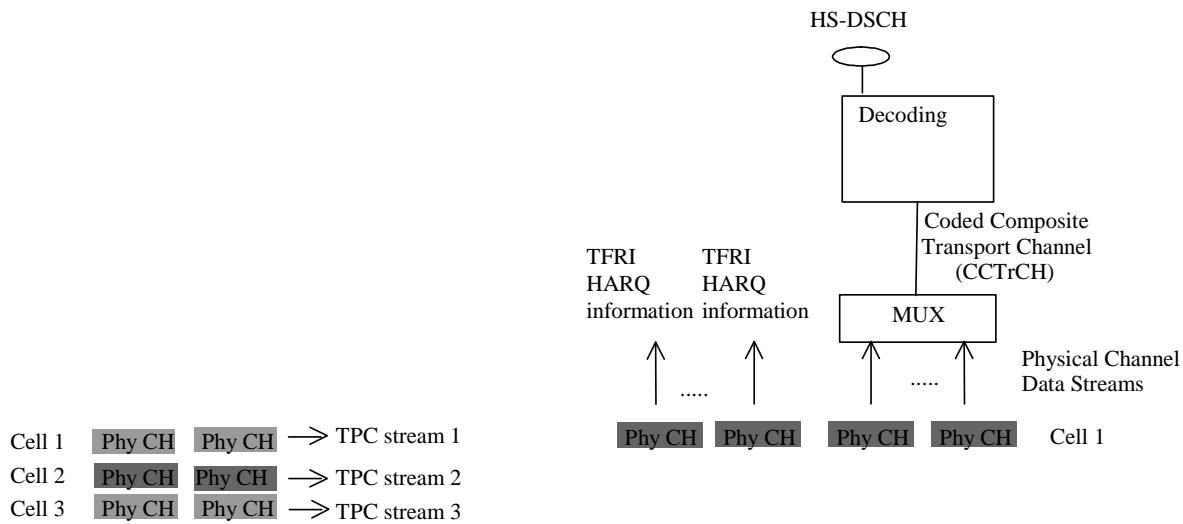 HS-DSCH
Decoding
Coded Composite
Transport Channel
(CCTrCH)
TFRI
HARQ
information
TFRI
HARQ
information
MUX
Physical Channel
Data Streams
.....
.....
Phy CH Phy CH Phy CH Phy CH Cell 1
Cell 1 Phy CH Phy CH TPC stream 1
Cell 2 Phy CH Phy CH TPC stream 2
Cell 3 Phy CH Phy CH TPC stream 3